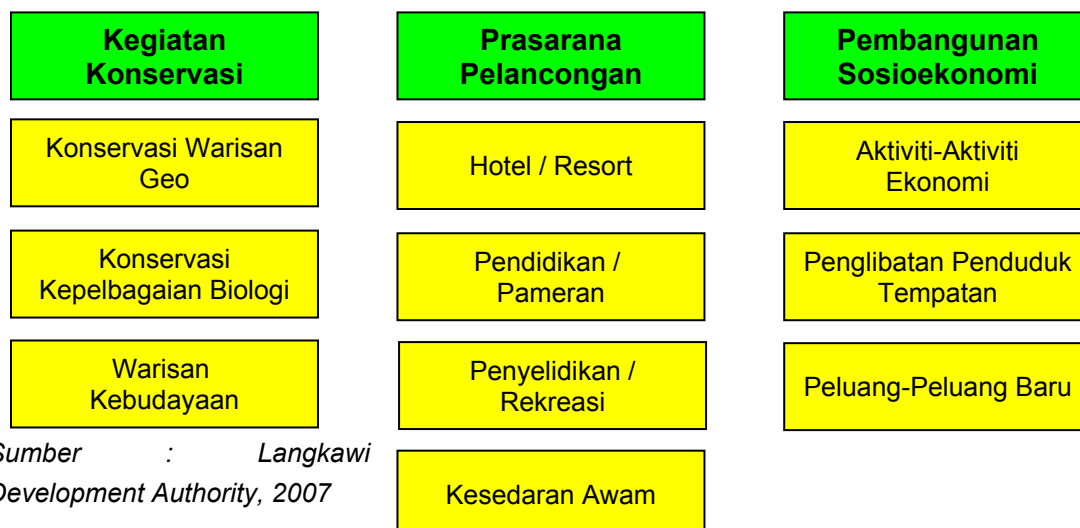 Kegiatan
Konservasi
Konservasi Warisan
Geo
Konservasi
Kepelbagaian Biologi
Warisan
Kebudayaan
Prasarana
Pelancongan
Hotel / Resort
Pendidikan /
Pameran
Penyelidikan /
Rekreasi
Kesedaran Awam
Pembangunan
Sosioekonomi
Aktiviti-Aktiviti
Ekonomi
Penglibatan Penduduk
Tempatan
Peluang-Peluang Baru
Sumber : Langkawi
Development Authority, 2007